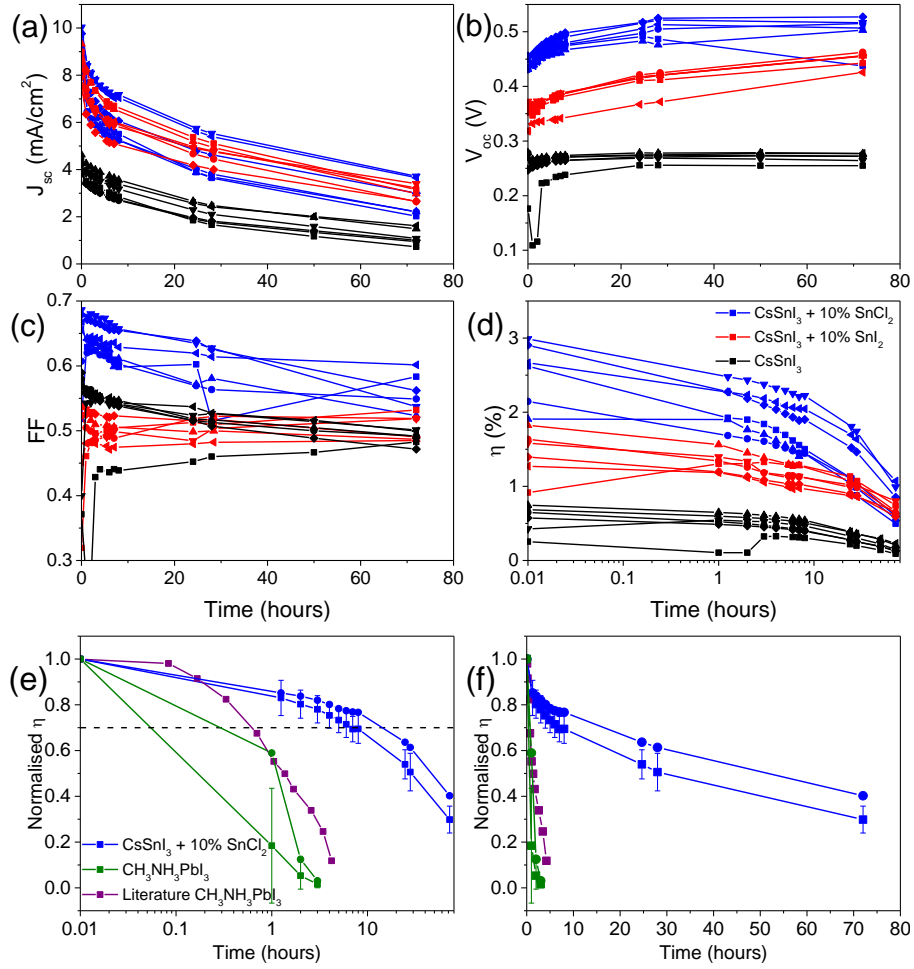 (a)
10
8
6
4
2
0
J_sc (mA/cm²)
0 20 40 60 80
(b)
0.5
0.4
0.3
0.2
0.1
V_oc (V)
0 20 40 60 80
(c)
0.7
0.6
0.5
0.4
0.3
FF
0 20 40 60 80
Time (hours)
(d)
CsSnI₃ + 10% SnCl₂
CsSnI₃ + 10% SnI₂
CsSnI₃
3
2
1
0
η (%)
0.01 0.1 1 10
Time (hours)
(e)
1.0
0.8
0.6
0.4
0.2
0.0
Normalised η
CsSnI₃ + 10% SnCl₂
CH₃NH₃PbI₃
Literature CH₃NH₃PbI₃
0.01 0.1 1 10
Time (hours)
(f)
1.0
0.8
0.6
0.4
0.2
0.0
Normalised η
0 10 20 30 40 50 60 70 80
Time (hours)